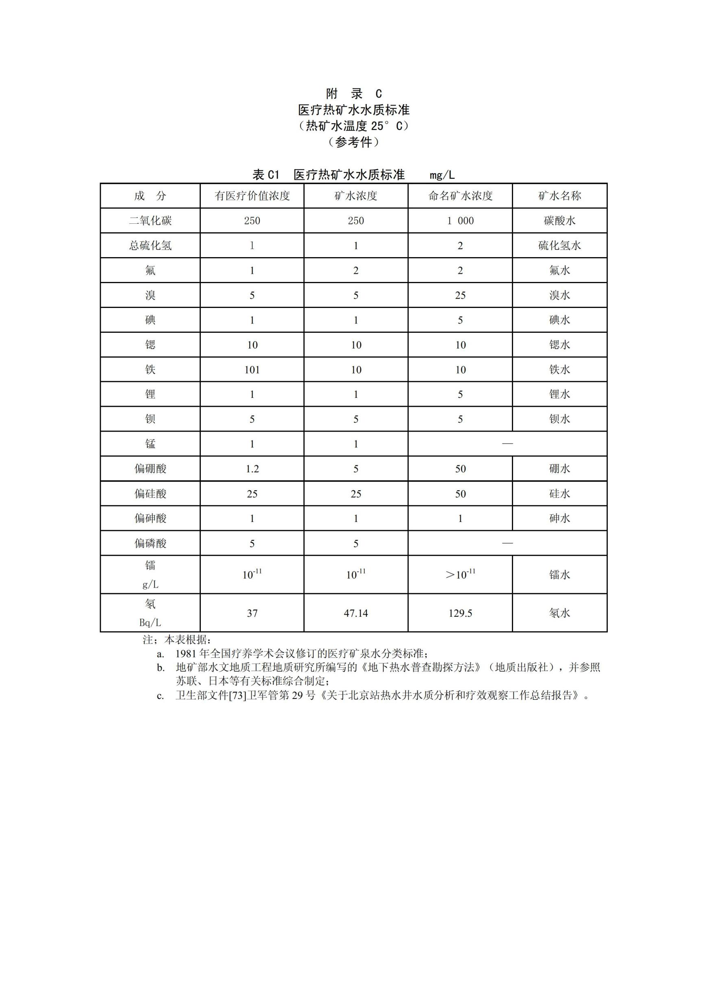 附 录 C
医疗热矿水水质标准
（热矿水温度 25° C）
（参考件）
表 C1 医疗热矿水水质标准 mg/L
成 分 有医疗价值浓度 矿水浓度 命名矿水浓度 矿水名称
二氧化碳 250 250 1 000 碳酸水
总硫化氢 1 1 2 硫化氢水
氟 1 2 2 氟水
溴 5 5 25 溴水
碘 1 1 5 碘水
锶 10 10 10 锶水
铁 101 10 10 铁水
锂 1 1 5 锂水
钡 5 5 5 钡水
锰 1 1 —
偏硼酸 1.2 5 50 硼水
偏硅酸 25 25 50 硅水
偏砷酸 1 1 1 砷水
偏磷酸 5 5 —
镭
g/L 10⁻¹¹ 10⁻¹¹ ＞10⁻¹¹ 镭水
氡
Bq/L 37 47.14 129.5 氡水
注；本表根据：
a. 1981 年全国疗养学术会议修订的医疗矿泉水分类标准；
b. 地矿部水文地质工程地质研究所编写的《地下热水普查勘探方法》（地质出版社），并参照
苏联、日本等有关标准综合制定；
c. 卫生部文件[73]卫军管第 29 号《关于北京站热水井水质分析和疗效观察工作总结报告》。